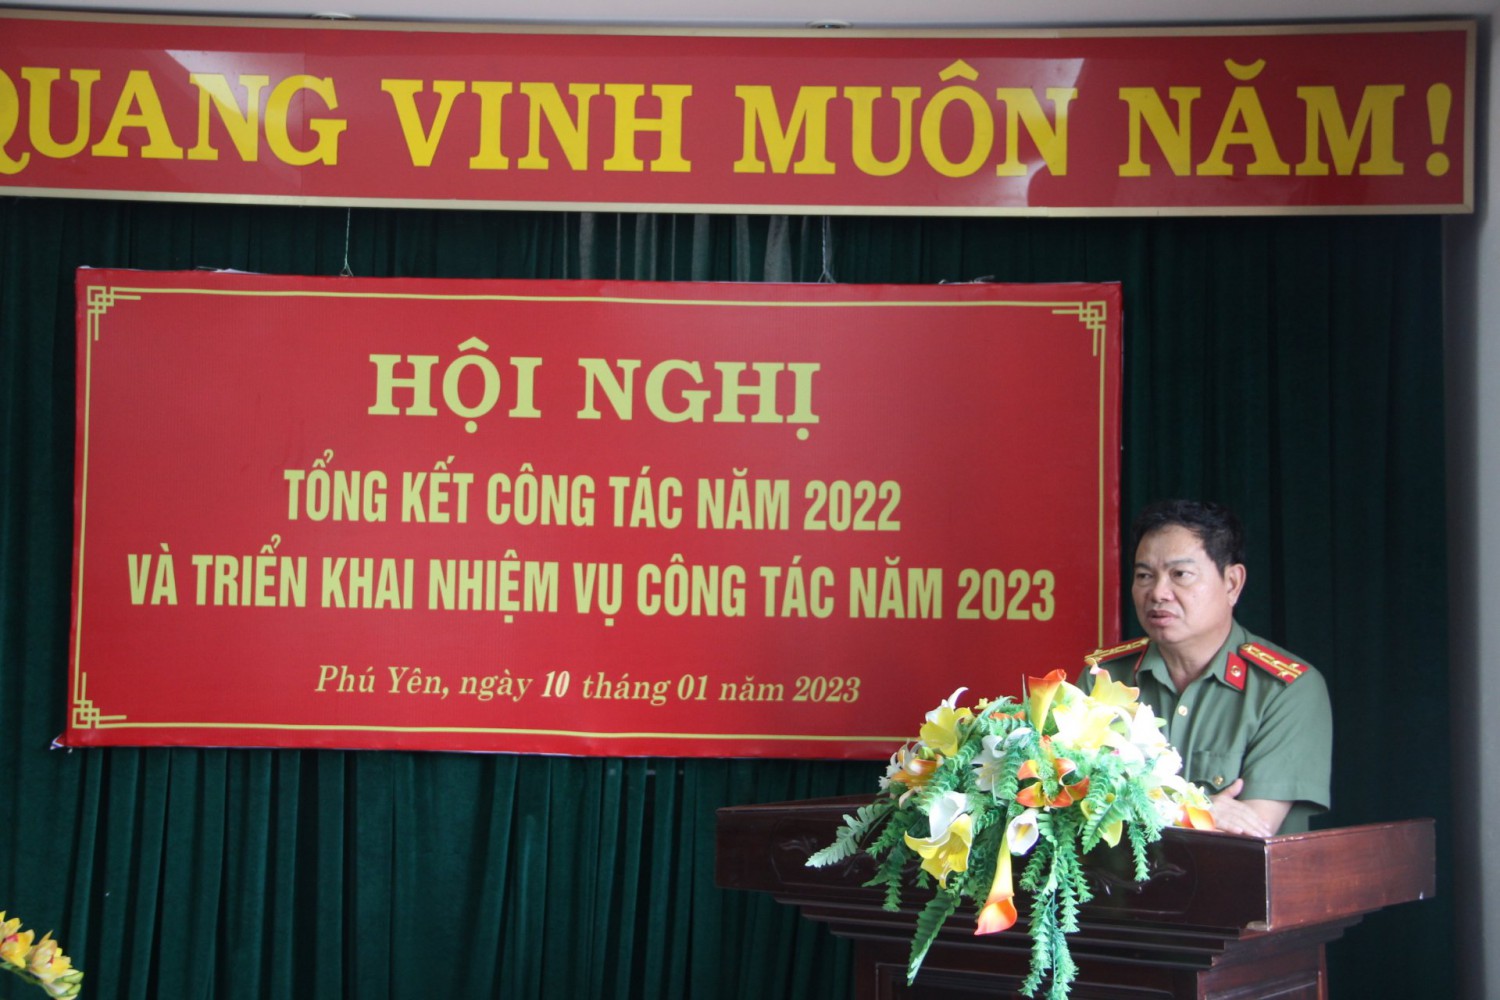 QUANG VINH MUÔN NĂM!
HỘI NGHỊ
TỔNG KẾT CÔNG TÁC NĂM 2022
VÀ TRIỂN KHAI NHIỆM VỤ CÔNG TÁC NĂM 2023
Phú Yên, ngày 10 tháng 01 năm 2023